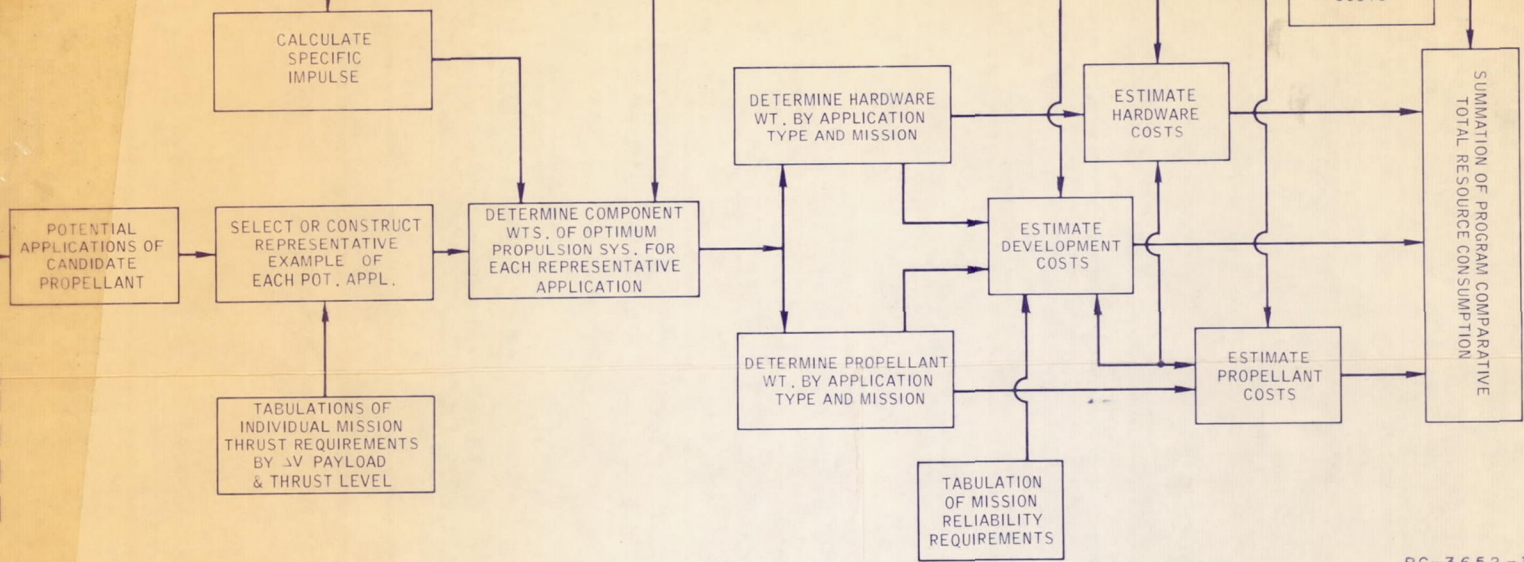 CALCULATE
SPECIFIC
IMPULSE
DETERMINE HARDWARE
WT. BY APPLICATION
TYPE AND MISSION
ESTIMATE
HARDWARE
COSTS
SUMMATION OF PROGRAM COMPARATIVE
TOTAL RESOURCE CONSUMPTION
POTENTIAL
APPLICATIONS OF
CANDIDATE
PROPELLANT
SELECT OR CONSTRUCT
REPRESENTATIVE
EXAMPLE OF
EACH POT. APPL.
DETERMINE COMPONENT
WTS. OF OPTIMUM
PROPULSION SYS. FOR
EACH REPRESENTATIVE
APPLICATION
ESTIMATE
DEVELOPMENT
COSTS
DETERMINE PROPELLANT
WT. BY APPLICATION
TYPE AND MISSION
ESTIMATE
PROPELLANT
COSTS
TABULATIONS OF
INDIVIDUAL MISSION
THRUST REQUIREMENTS
BY ΔV PAYLOAD
& THRUST LEVEL
TABULATION
OF MISSION
RELIABILITY
REQUIREMENTS